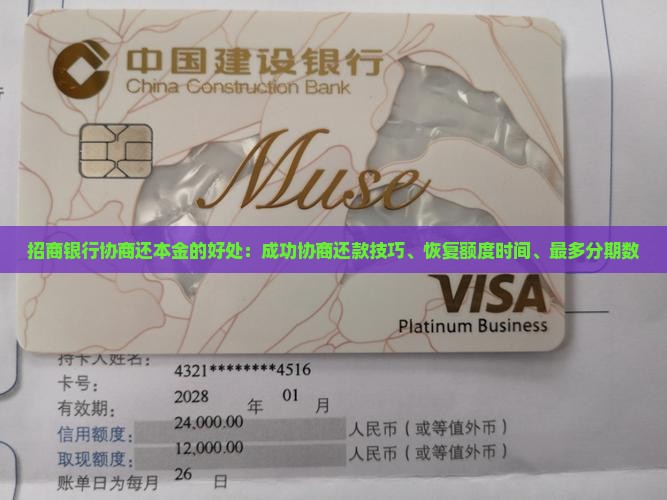 中国建设银行
China Construction Bank
Muse
招商银行协商还本金的好处：成功协商还款技巧、恢复额度时间、最多分期数
VISA
Platinum Business
持卡人姓名：
卡号： 4321********4516
有效期： 2028 年 01 月
信用额度： 24,000.00 人民币（或等值外币）
取现额度： 12,000.00 人民币（或等值外币）
账单日为每月 26 日